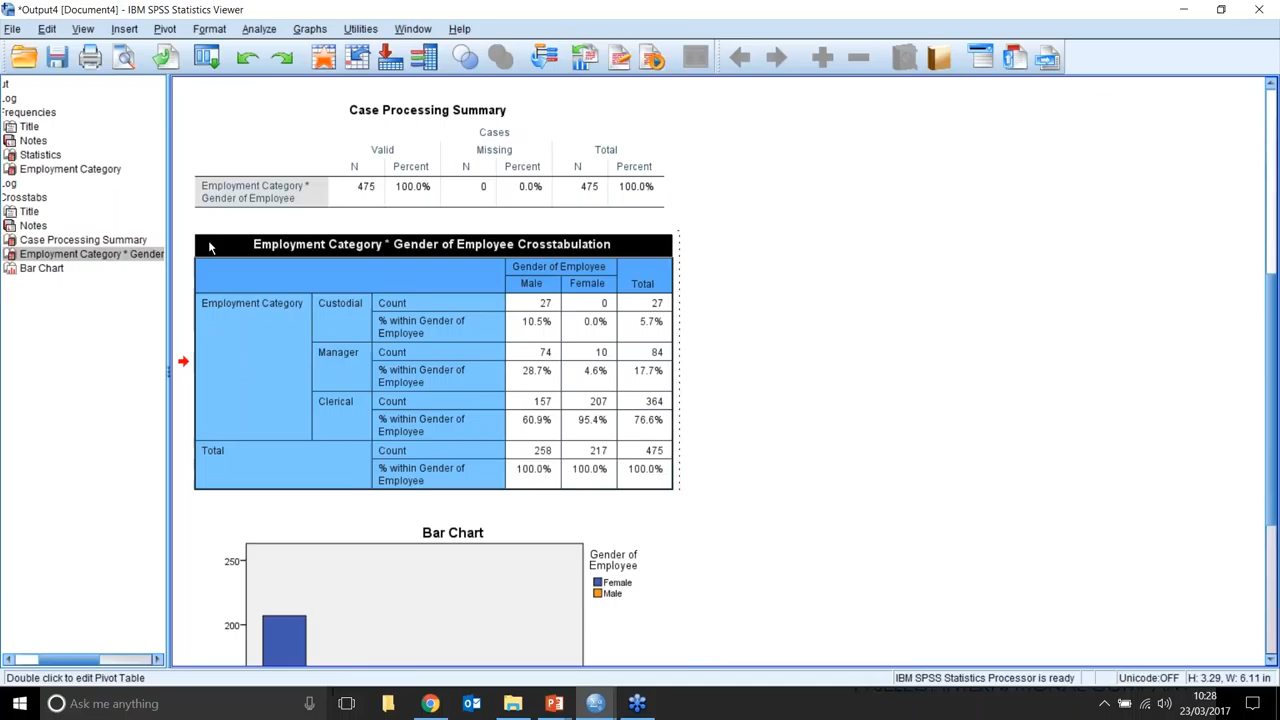 *Output4 [Document4] - IBM SPSS Statistics Viewer
File Edit View Insert Pivot Format Analyze Graphs Utilities Window Help
ut
Log
Frequencies
Title
Notes
Statistics
Employment Category
Log
Crosstabs
Title
Notes
Case Processing Summary
Employment Category * Gender
Bar Chart
Case Processing Summary
Cases
Valid Missing Total
N Percent N Percent N Percent
Employment Category *
Gender of Employee
475 100.0% 0 0.0% 475 100.0%
Employment Category * Gender of Employee Crosstabulation
Gender of Employee
Male Female Total
Employment Category Custodial Count 27 0 27
% within Gender of
Employee
10.5% 0.0% 5.7%
Manager Count 74 10 84
% within Gender of
Employee
28.7% 4.6% 17.7%
Clerical Count 157 207 364
% within Gender of
Employee
60.9% 95.4% 76.6%
Total Count 258 217 475
% within Gender of
Employee
100.0% 100.0% 100.0%
Bar Chart
250
200
Gender of
Employee
Female
Male
Double click to edit Pivot Table
IBM SPSS Statistics Processor is ready
Unicode:OFF
H: 3.29, W: 6.11 in
Ask me anything
10:28
23/03/2017